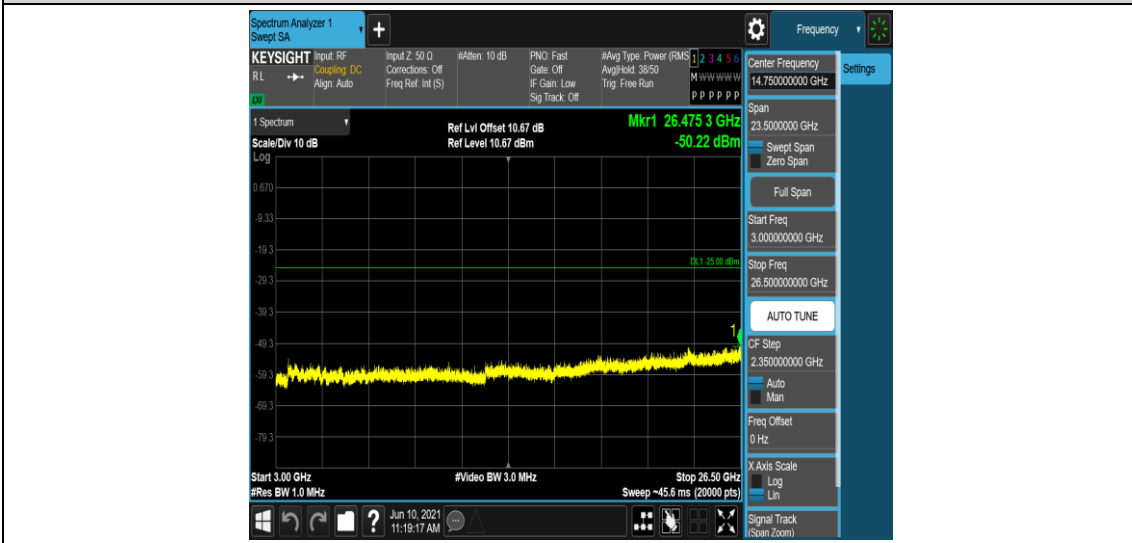 Spectrum Analyzer 1
Swept SA
+
Frequency
KEYSIGHT
RL
Input: RF
Coupling: DC
Align: Auto
Input Z: 50 Ω
Corrections: Off
Freq Ref: Int (S)
#Atten: 10 dB
PNO: Fast
Gate: Off
IF Gain: Low
Sig Track: Off
#Avg Type: Power (RMS
Avg|Hold: 38/50
Trig: Free Run
1 2 3 4 5 6
M W W W W W
P P P P P P
LXI
1 Spectrum
Scale/Div 10 dB
Log
Ref Lvl Offset 10.67 dB
Ref Level 10.67 dBm
Mkr1 26.475 3 GHz
-50.22 dBm
0.670
-9.33
-19.3
DL1 -25.00 dBm
-29.3
-39.3
1
-49.3
-59.3
-69.3
-79.3
Start 3.00 GHz
#Video BW 3.0 MHz
Stop 26.50 GHz
#Res BW 1.0 MHz
Sweep ~45.6 ms (20000 pts)
?
Jun 10, 2021
11:19:17 AM
Center Frequency
14.750000000 GHz
Settings
Span
23.5000000 GHz
Swept Span
Zero Span
Full Span
Start Freq
3.000000000 GHz
Stop Freq
26.500000000 GHz
AUTO TUNE
CF Step
2.350000000 GHz
Auto
Man
Freq Offset
0 Hz
X Axis Scale
Log
Lin
Signal Track
(Span Zoom)